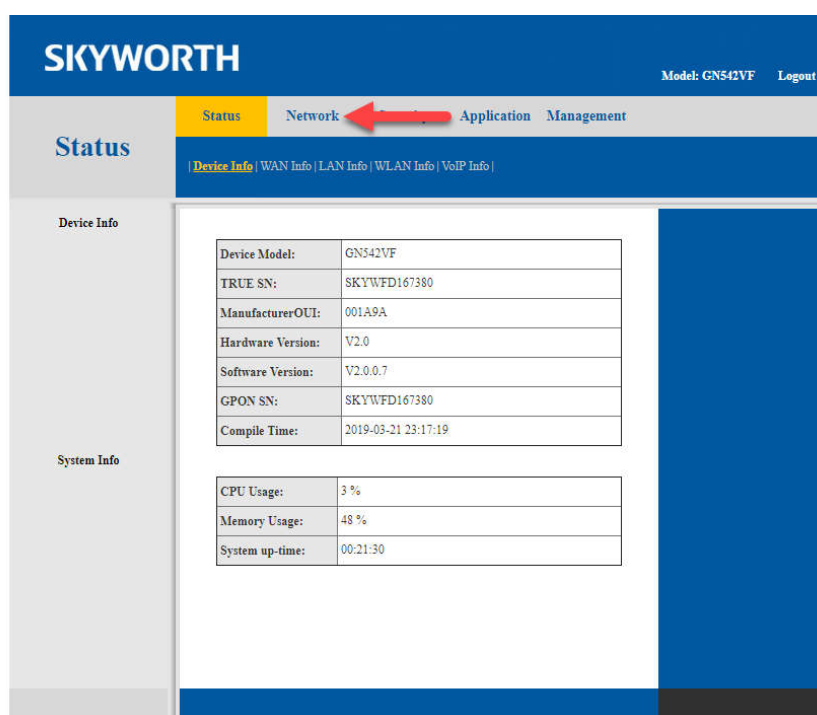 SKYWORTH
Model: GN542VF Logout
Status Network Application Management
Status
| Device Info | WAN Info | LAN Info | WLAN Info | VoIP Info |
Device Info
Device Model: GN542VF
TRUE SN: SKYWFD167380
ManufacturerOUI: 001A9A
Hardware Version: V2.0
Software Version: V2.0.0.7
GPON SN: SKYWFD167380
Compile Time: 2019-03-21 23:17:19
System Info
CPU Usage: 3 %
Memory Usage: 48 %
System up-time: 00:21:30